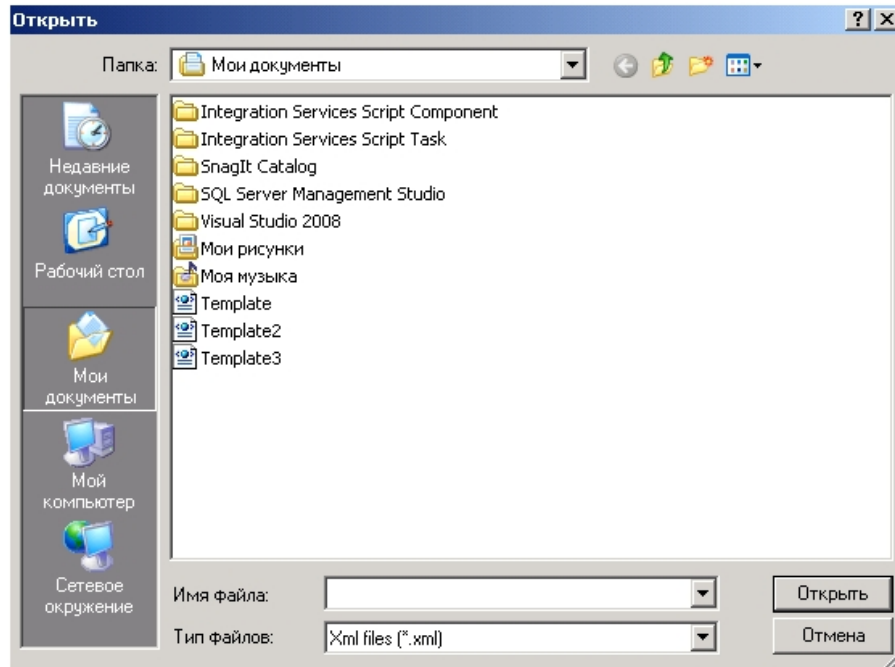 Открыть
Папка:
Мои документы
Недавние
документы
Рабочий стол
Мои
документы
Мой
компьютер
Сетевое
окружение
Integration Services Script Component
Integration Services Script Task
SnagIt Catalog
SQL Server Management Studio
Visual Studio 2008
Мои рисунки
Моя музыка
Template
Template2
Template3
Имя файла:
Открыть
Тип файлов:
Xml files (*.xml)
Отмена